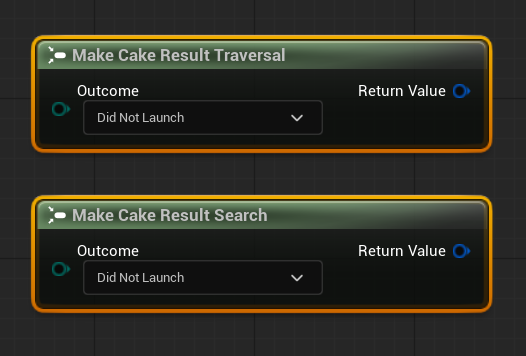 Make Cake Result Traversal
Outcome
Return Value
Did Not Launch
Make Cake Result Search
Outcome
Return Value
Did Not Launch